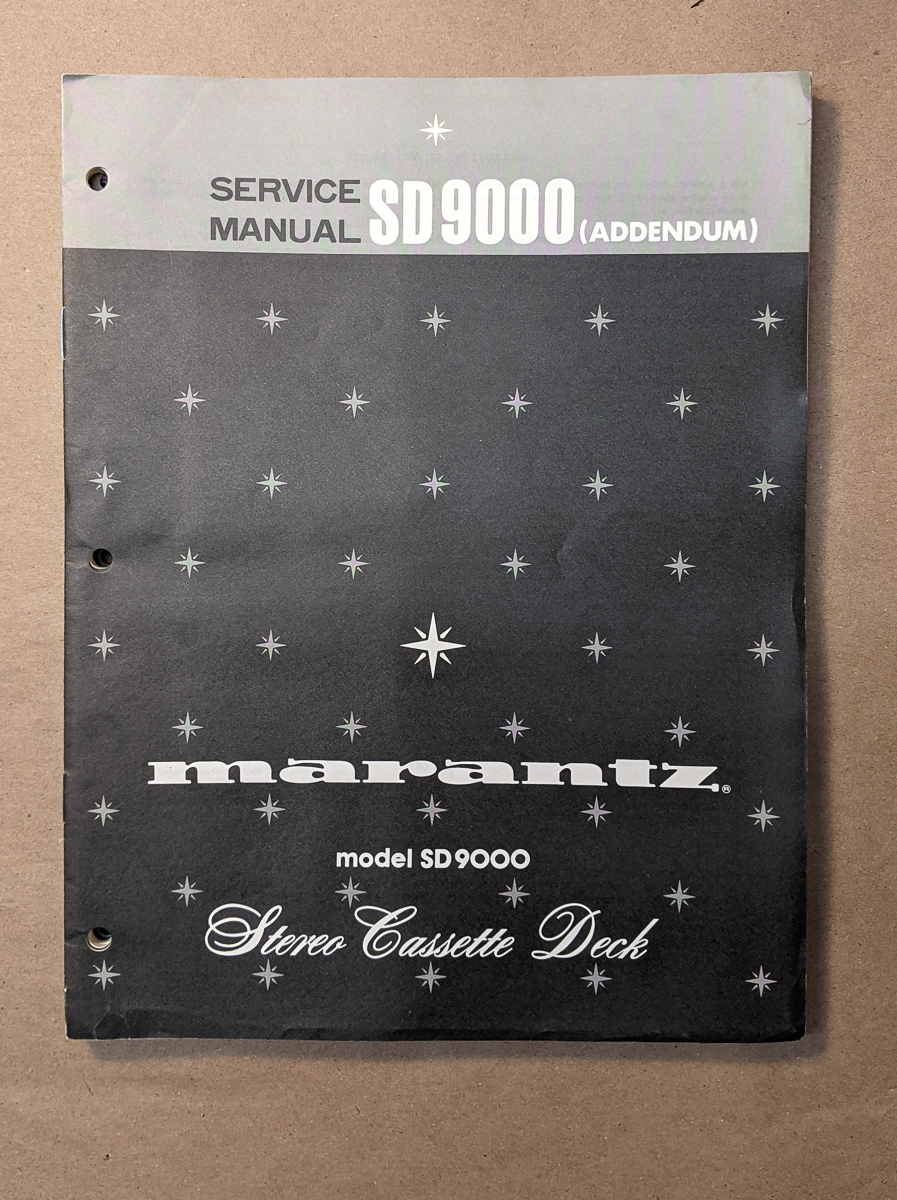 SERVICE
MANUAL SD9000 (ADDENDUM)
marantz®
model SD9000
Stereo Cassette Deck